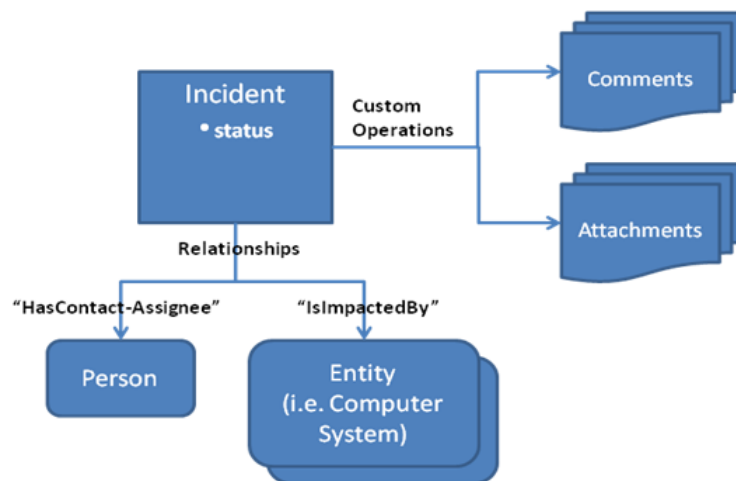 Incident
• status
Custom
Operations
Comments
Attachments
Relationships
“HasContact-Assignee”
“IsImpactedBy”
Person
Entity
(i.e. Computer
System)